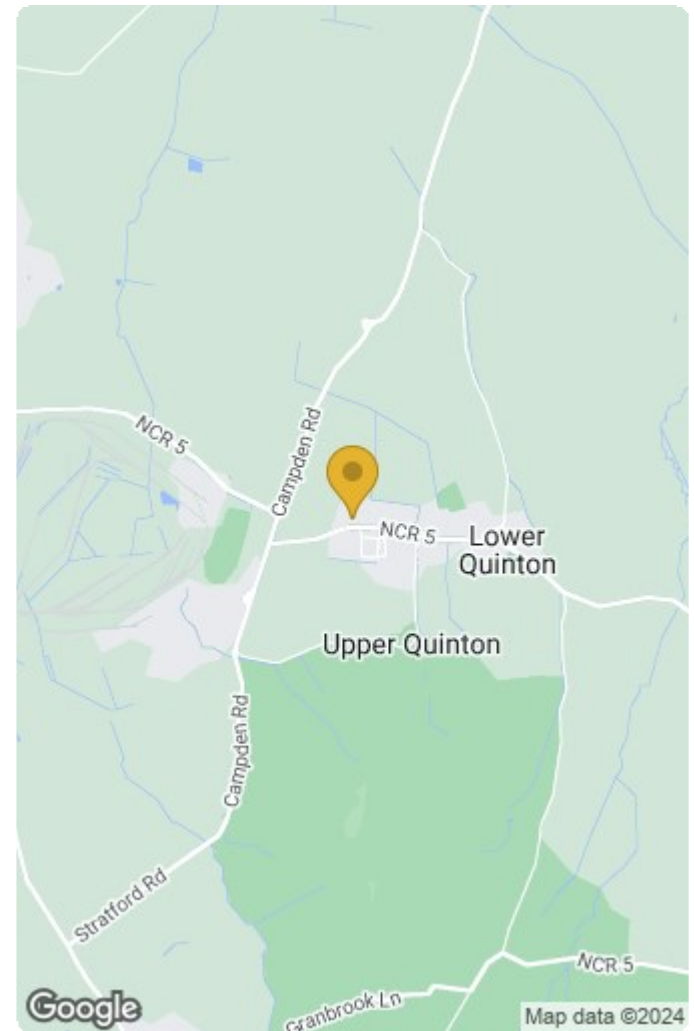 Campden Rd
NCR 5
NCR 5
Lower
Quinton
Upper Quinton
Campden Rd
Stratford Rd
NCR 5
Granbrook Ln
Google
Map data ©2024